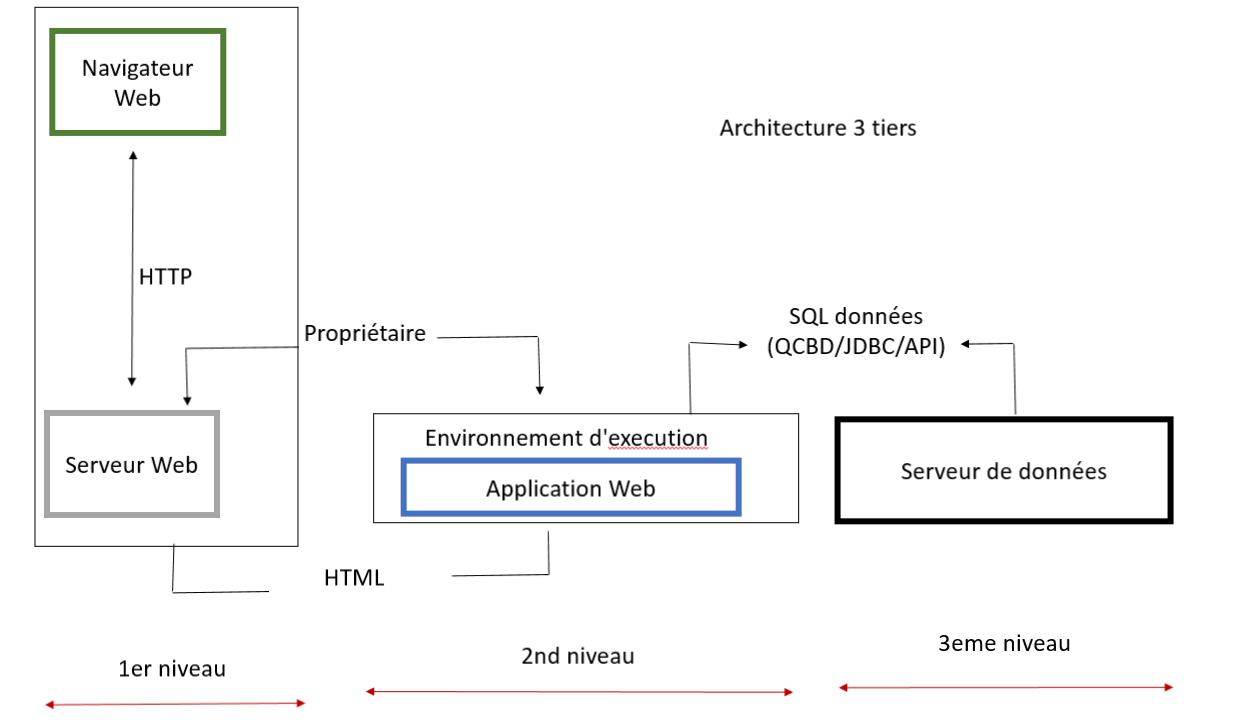 Navigateur
Web
Architecture 3 tiers
HTTP
Propriétaire
SQL données
(QCBD/JDBC/API)
Serveur Web
Environnement d'execution
Application Web
Serveur de données
HTML
1er niveau
2nd niveau
3eme niveau